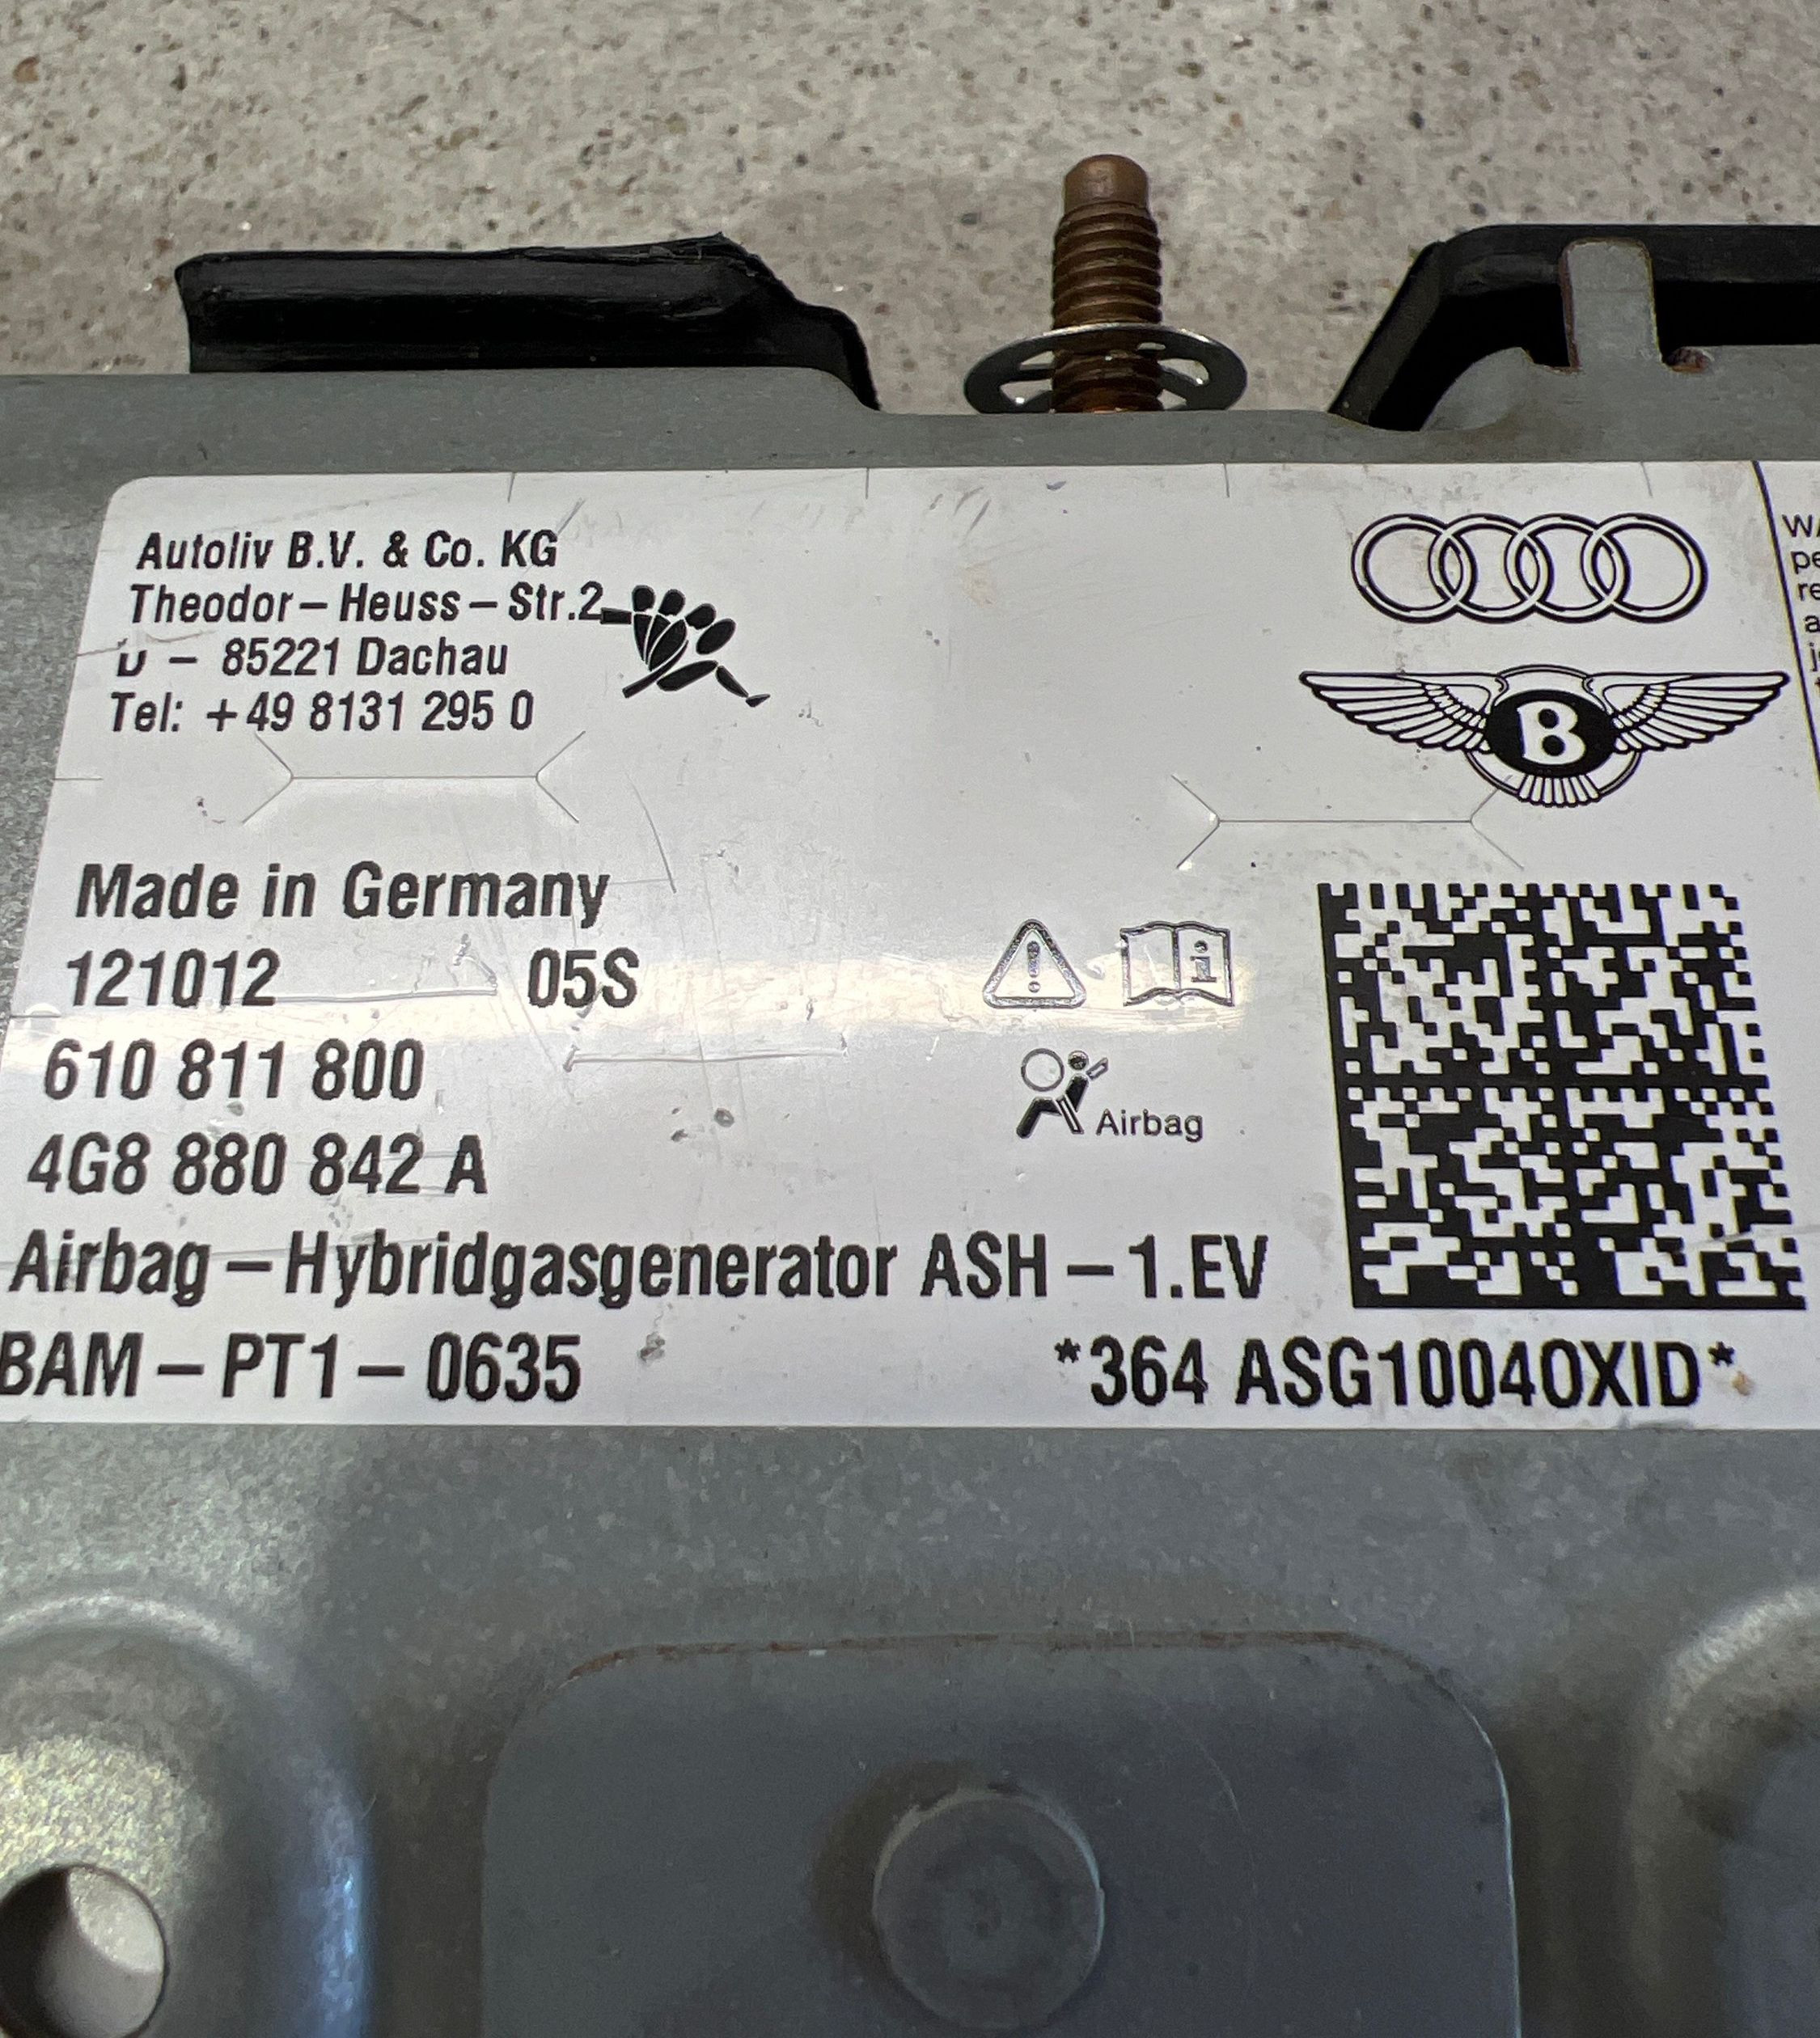 Autoliv B.V. & Co. KG
Theodor – Heuss – Str.2
D – 85221 Dachau
Tel: +49 8131 295 0
B
Made in Germany
121012 05S
610 811 800
4G8 880 842 A
Airbag
Airbag – Hybridgasgenerator ASH – 1.EV
BAM – PT1 – 0635
*364 ASG1004OXID*